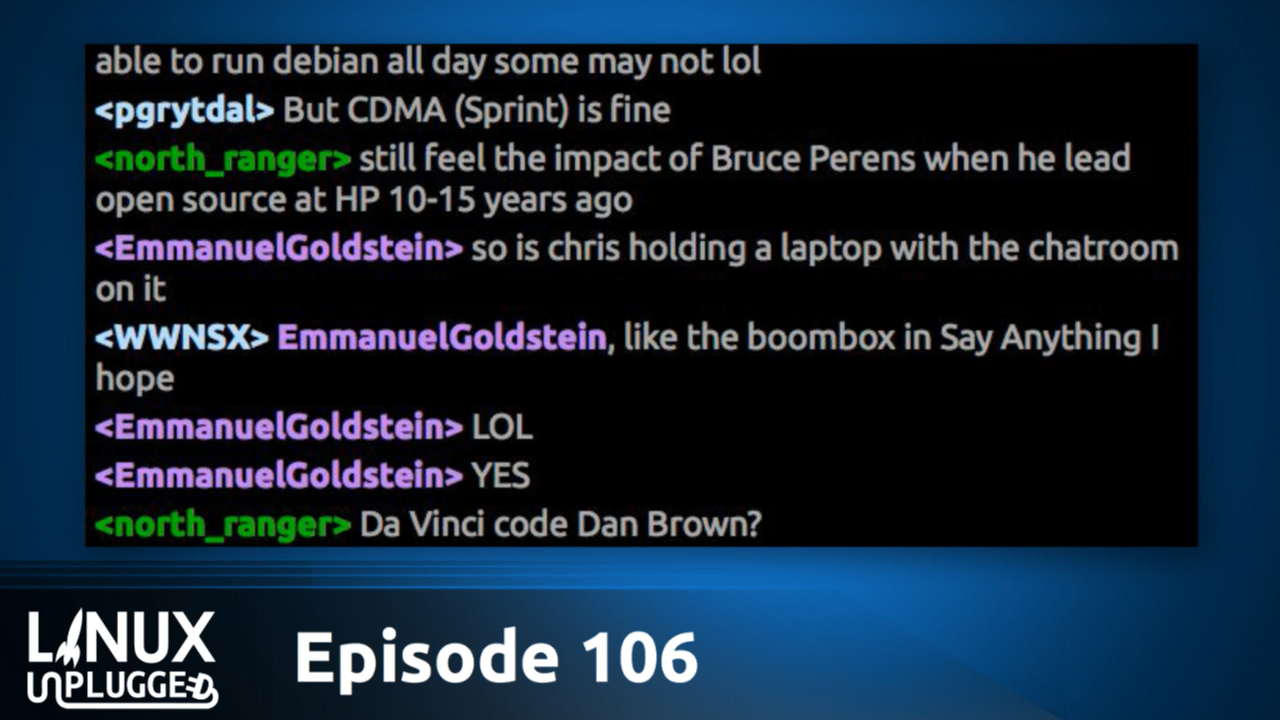 able to run debian all day some may not lol
<pgrytdal> But CDMA (Sprint) is fine
<north_ranger> still feel the impact of Bruce Perens when he lead
open source at HP 10-15 years ago
<EmmanuelGoldstein> so is chris holding a laptop with the chatroom
on it
<WWNSX> EmmanuelGoldstein, like the boombox in Say Anything I
hope
<EmmanuelGoldstein> LOL
<EmmanuelGoldstein> YES
<north_ranger> Da Vinci code Dan Brown?
LINUX
UNPLUGGED
Episode 106